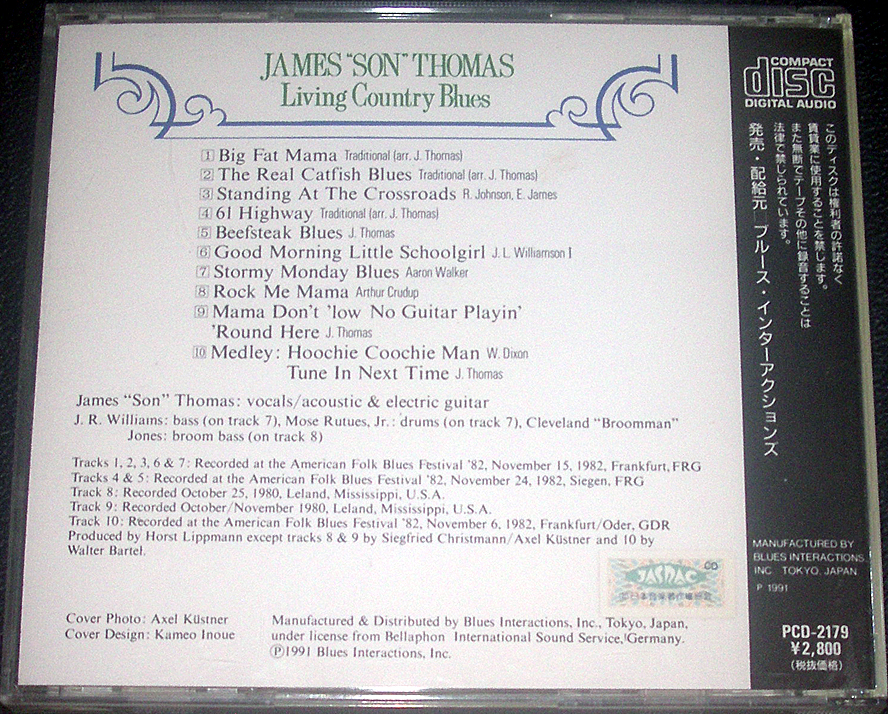 JAMES "SON" THOMAS
Living Country Blues
1 Big Fat Mama Traditional (arr. J. Thomas)
2 The Real Catfish Blues Traditional (arr. J. Thomas)
3 Standing At The Crossroads R. Johnson, E. James
4 61 Highway Traditional (arr. J. Thomas)
5 Beefsteak Blues J. Thomas
6 Good Morning Little Schoolgirl J. L. Williamson I
7 Stormy Monday Blues Aaron Walker
8 Rock Me Mama Arthur Crudup
9 Mama Don't 'low No Guitar Playin'
'Round Here J. Thomas
10 Medley: Hoochie Coochie Man W. Dixon
Tune In Next Time J. Thomas
James "Son" Thomas: vocals/acoustic & electric guitar
J. R. Williams: bass (on track 7), Mose Rutues, Jr.: drums (on track 7), Cleveland "Broomman"
Jones: broom bass (on track 8)
Tracks 1, 2, 3, 6 & 7: Recorded at the American Folk Blues Festival '82, November 15, 1982, Frankfurt, FRG
Tracks 4 & 5: Recorded at the American Folk Blues Festival '82, November 24, 1982, Siegen, FRG
Track 8: Recorded October 25, 1980, Leland, Mississippi, U.S.A.
Track 9: Recorded October/November 1980, Leland, Mississippi, U.S.A.
Track 10: Recorded at the American Folk Blues Festival '82, November 6, 1982, Frankfurt/Oder, GDR
Produced by Horst Lippmann except tracks 8 & 9 by Siegfried Christmann/Axel Küstner and 10 by
Walter Bartel.
CD
JASRAC
日本音楽著作権協会
Cover Photo: Axel Küstner
Cover Design: Kameo Inoue
Manufactured & Distributed by Blues Interactions, Inc., Tokyo, Japan,
under license from Bellaphon International Sound Service, Germany.
Ⓟ1991 Blues Interactions, Inc.
COMPACT
disc
DIGITAL AUDIO
このディスクは権利者の許諾なく
賃貸業に使用することを禁じます。
また無断でテープその他に録音することは
法律で禁じられています。
発売・配給元 ブルース・インターアクションズ
MANUFACTURED BY
BLUES INTERACTIONS,
INC. TOKYO, JAPAN
P 1991
PCD-2179
¥2,800
(税抜価格)